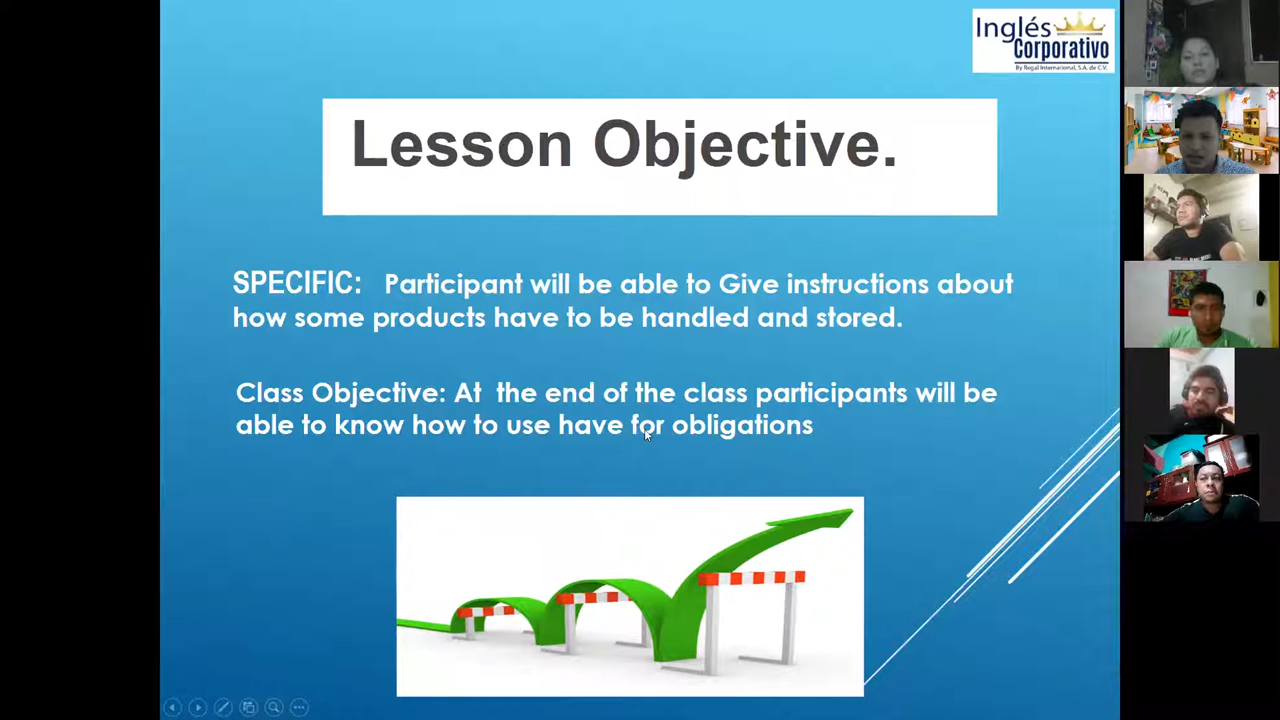 Inglés
Corporativo
By Regal International, S.A. de C.V.
Lesson Objective.
SPECIFIC: Participant will be able to Give instructions about
how some products have to be handled and stored.
Class Objective: At the end of the class participants will be
able to know how to use have for obligations